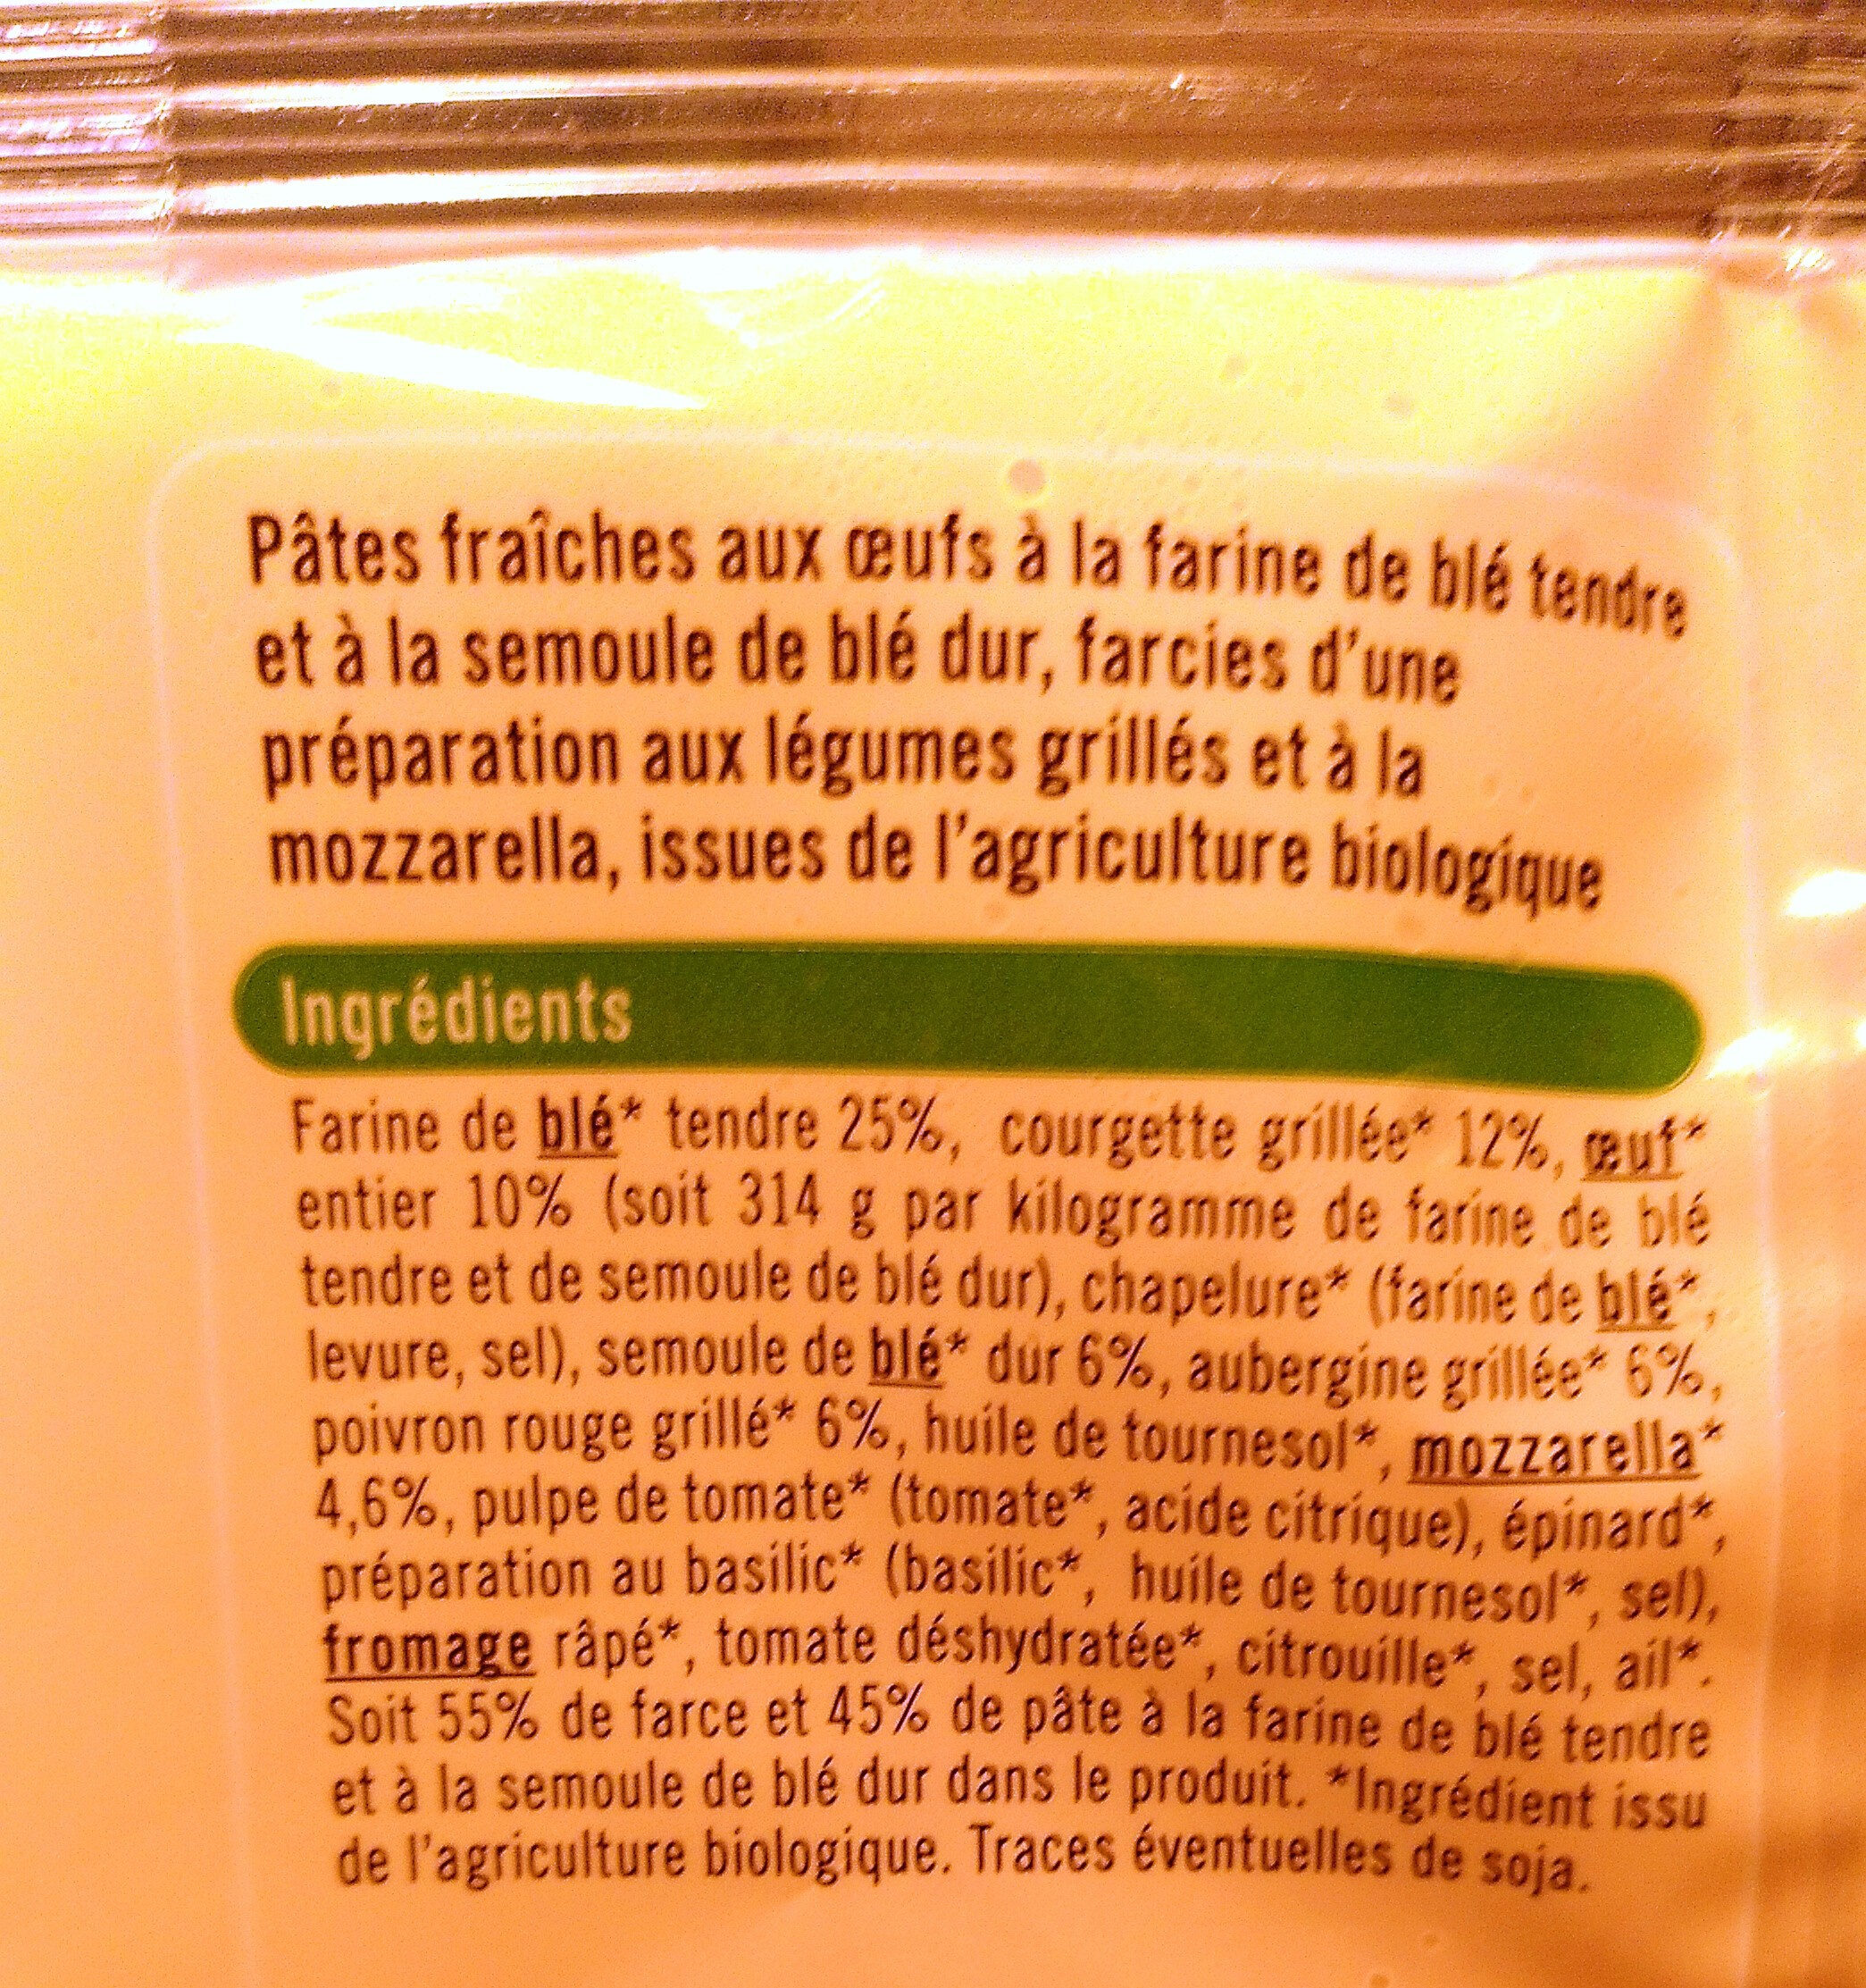 Pâtes fraîches aux œufs à la farine de blé tendre
et à la semoule de blé dur, farcies d'une
préparation aux légumes grillés et à la
mozzarella, issues de l'agriculture biologique
Ingrédients
Farine de blé* tendre 25%, courgette grillée* 12%, œuf*
entier 10% (soit 314 g par kilogramme de farine de blé
tendre et de semoule de blé dur), chapelure* (farine de blé*,
levure, sel), semoule de blé* dur 6%, aubergine grillée* 6%,
poivron rouge grillé* 6%, huile de tournesol*, mozzarella*
4,6%, pulpe de tomate* (tomate*, acide citrique), épinard*,
préparation au basilic* (basilic*, huile de tournesol*, sel),
fromage râpé*, tomate déshydratée*, citrouille*, sel, ail*.
Soit 55% de farce et 45% de pâte à la farine de blé tendre
et à la semoule de blé dur dans le produit. *Ingrédient issu
de l'agriculture biologique. Traces éventuelles de soja.